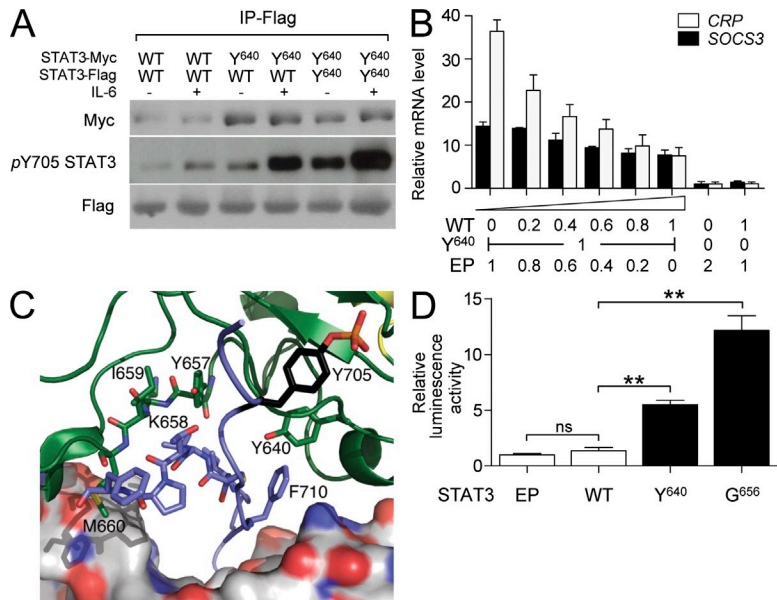 A
IP-Flag
STAT3-Myc WT WT Y640 Y640 Y640 Y640
STAT3-Flag WT WT WT WT Y640 Y640
IL-6 - + - + - +
Myc
pY705 STAT3
Flag
B
CRP
SOCS3
Relative mRNA level
40
30
20
10
0
WT 0 0.2 0.4 0.6 0.8 1 0 1
Y640 1 0 0
EP 1 0.8 0.6 0.4 0.2 0 2 1
C
I659
Y657
K658
Y705
Y640
F710
M660
D
Relative
luminescence
activity
15
10
5
0
ns
**
**
STAT3 EP WT Y640 G656